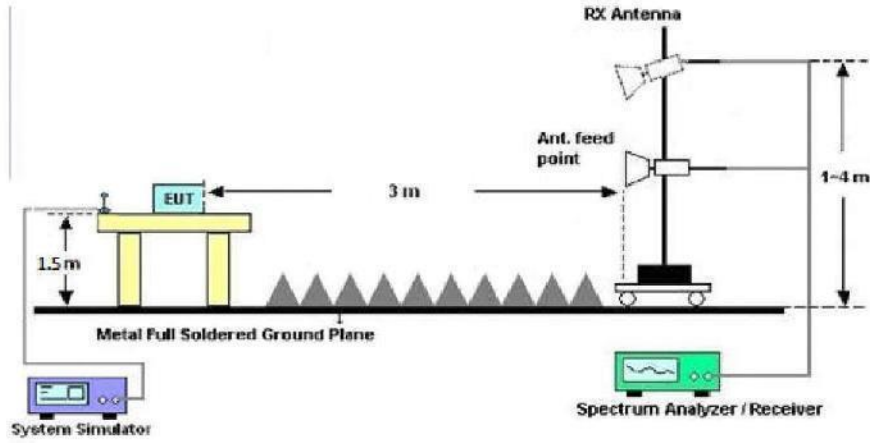 RX Antenna
Ant. feed
point
EUT
3 m
1~4 m
1.5 m
Metal Full Soldered Ground Plane
Spectrum Analyzer / Receiver
System Simulator